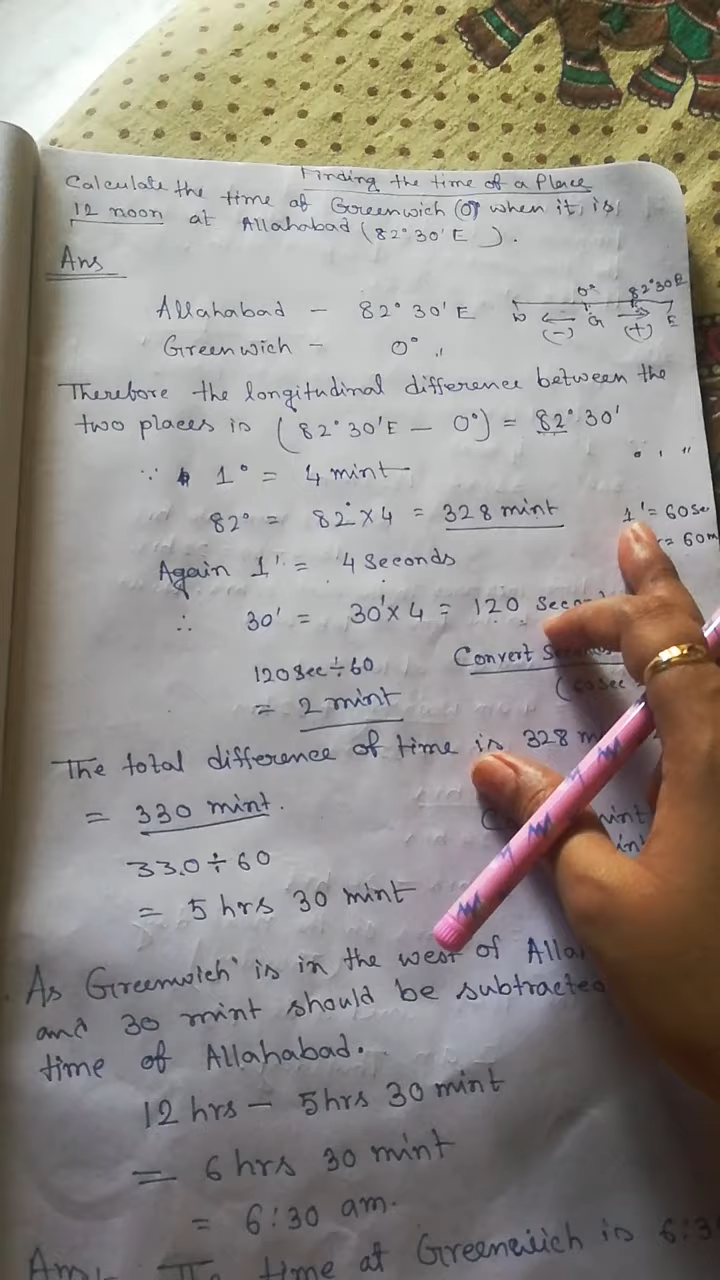 Finding the time of a Place
Calculate the time of Greenwich (0°) when it is
12 noon at Allahabad (82° 30' E ).
Ans
Allahabad - 82° 30' E
Greenwich - 0° "
0° 82°30E
W G E
(-) (+)
Therefore the longitudinal difference between the
two places is (82° 30'E - 0°) = 82° 30'
° ' "
∵ 1° = 4 mint
82° = 82° X 4 = 328 mint
1' = 60 Sec
= 60 m
Again 1' = 4 Seconds
∴ 30' = 30' X 4 = 120
120 Sec ÷ 60
Convert
= 2 mint
(60 Sec
The total difference of time is 328
= 330 mint.
330 ÷ 60
= 5 hrs 30 mint
As Greenwich is in the west of
and 30 mint should be subtracted
time of Allahabad.
12 hrs - 5 hrs 30 mint
= 6 hrs 30 mint
= 6:30 am.
time at Greenwich is